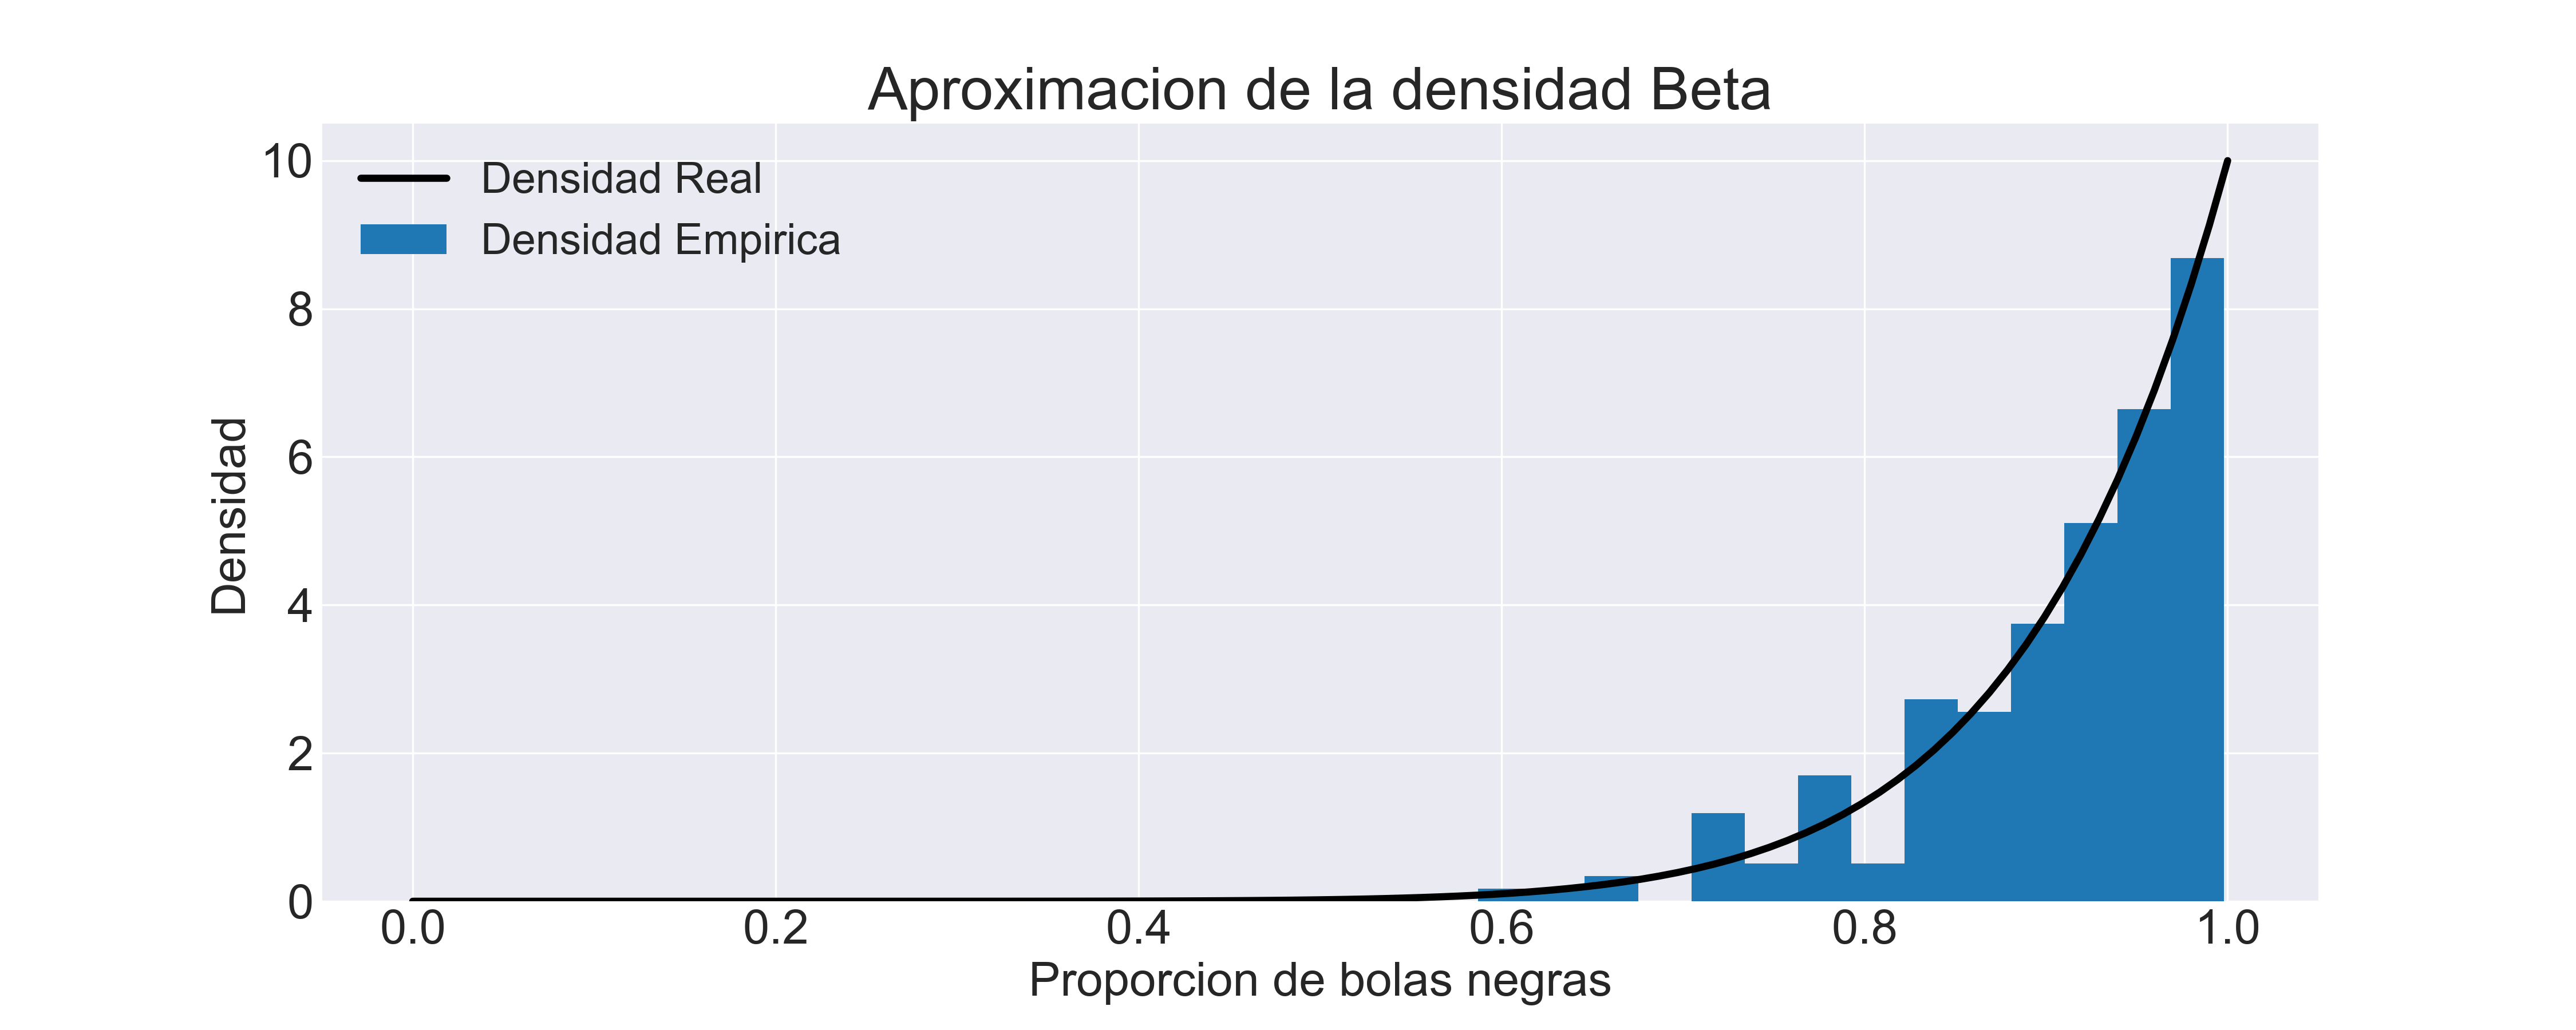 Aproximacion de la densidad Beta
10
8
6
4
2
0
Densidad
Densidad Real
Densidad Empirica
0.0 0.2 0.4 0.6 0.8 1.0
Proporcion de bolas negras